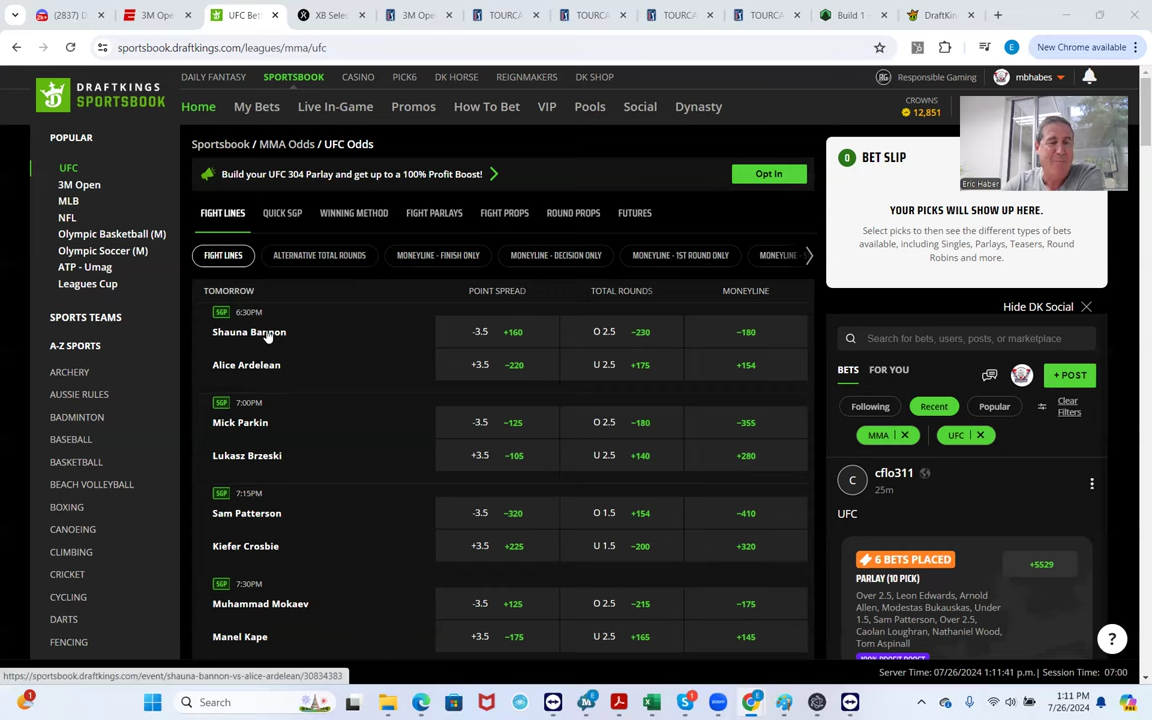 (2837) D
3M Open
UFC Bet
XB Selec
3M Ope
TOURCA
TOURCA
TOURCA
TOURCA
Build 1 -
DraftKin
sportsbook.draftkings.com/leagues/mma/ufc
New Chrome available
DRAFTKINGS
SPORTSBOOK
DAILY FANTASY SPORTSBOOK CASINO PICK6 DK HORSE REIGNMAKERS DK SHOP
Responsible Gaming
mbhabes
Home My Bets Live In-Game Promos How To Bet VIP Pools Social Dynasty
CROWNS
12,851
POPULAR
UFC
3M Open
MLB
NFL
Olympic Basketball (M)
Olympic Soccer (M)
ATP - Umag
Leagues Cup
SPORTS TEAMS
A-Z SPORTS
ARCHERY
AUSSIE RULES
BADMINTON
BASEBALL
BASKETBALL
BEACH VOLLEYBALL
BOXING
CANOEING
CLIMBING
CRICKET
CYCLING
DARTS
FENCING
Sportsbook / MMA Odds / UFC Odds
Build your UFC 304 Parlay and get up to a 100% Profit Boost!
Opt In
FIGHT LINES QUICK SGP WINNING METHOD FIGHT PARLAYS FIGHT PROPS ROUND PROPS FUTURES
FIGHT LINES ALTERNATIVE TOTAL ROUNDS MONEYLINE - FINISH ONLY MONEYLINE - DECISION ONLY MONEYLINE - 1ST ROUND ONLY MONEYLINE -
TOMORROW POINT SPREAD TOTAL ROUNDS MONEYLINE
SGP 6:30PM
Shauna Bannon -3.5 +160 O 2.5 −230 −180
Alice Ardelean +3.5 −220 U 2.5 +175 +154
SGP 7:00PM
Mick Parkin -3.5 −125 O 2.5 −180 −355
Lukasz Brzeski +3.5 −105 U 2.5 +140 +280
SGP 7:15PM
Sam Patterson -3.5 −320 O 1.5 +154 −410
Kiefer Crosbie +3.5 +225 U 1.5 −200 +320
SGP 7:30PM
Muhammad Mokaev -3.5 +125 O 2.5 −215 −175
Manel Kape +3.5 −175 U 2.5 +165 +145
0 BET SLIP
Eric Haber
YOUR PICKS WILL SHOW UP HERE.
Select picks to then see the different types of bets
available, including Singles, Parlays, Teasers, Round
Robins and more.
Hide DK Social
Search for bets, users, posts, or marketplace
BETS FOR YOU
+ POST
Following Recent Popular
Clear
Filters
MMA UFC
C
cflo311
25m
UFC
6 BETS PLACED
+5529
PARLAY (10 PICK)
Over 2.5, Leon Edwards, Arnold
Allen, Modestas Bukauskas, Under
1.5, Sam Patterson, Over 2.5,
Caolan Loughran, Nathaniel Wood,
Tom Aspinall
100% PROFIT BOOST
?
https://sportsbook.draftkings.com/event/shauna-bannon-vs-alice-ardelean/30834383
Server Time: 07/26/2024 1:11:41 p.m. | Session Time: 07:00
Search
1:11 PM
7/26/2024